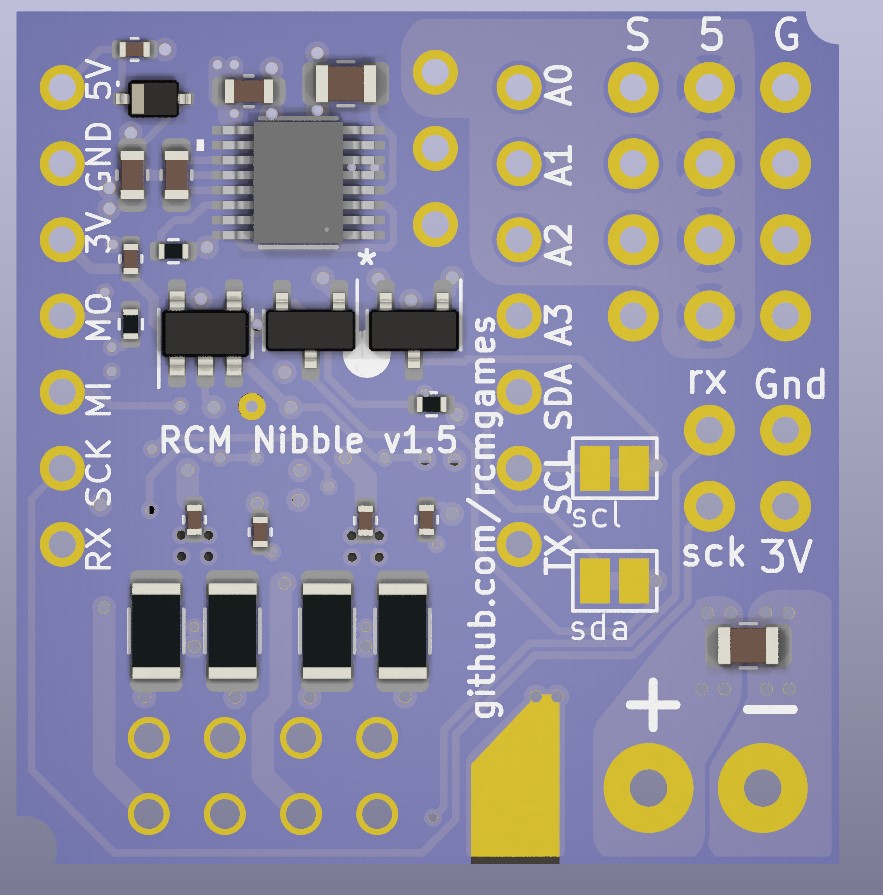 S 5 G
5V
GND
3V
MO
MI
SCK
RX
A0
A1
A2
A3
SDA
SCL
TX
*
RCM Nibble v1.5
github.com/rcmgames
rx Gnd
sck 3V
scl
sda
+ −